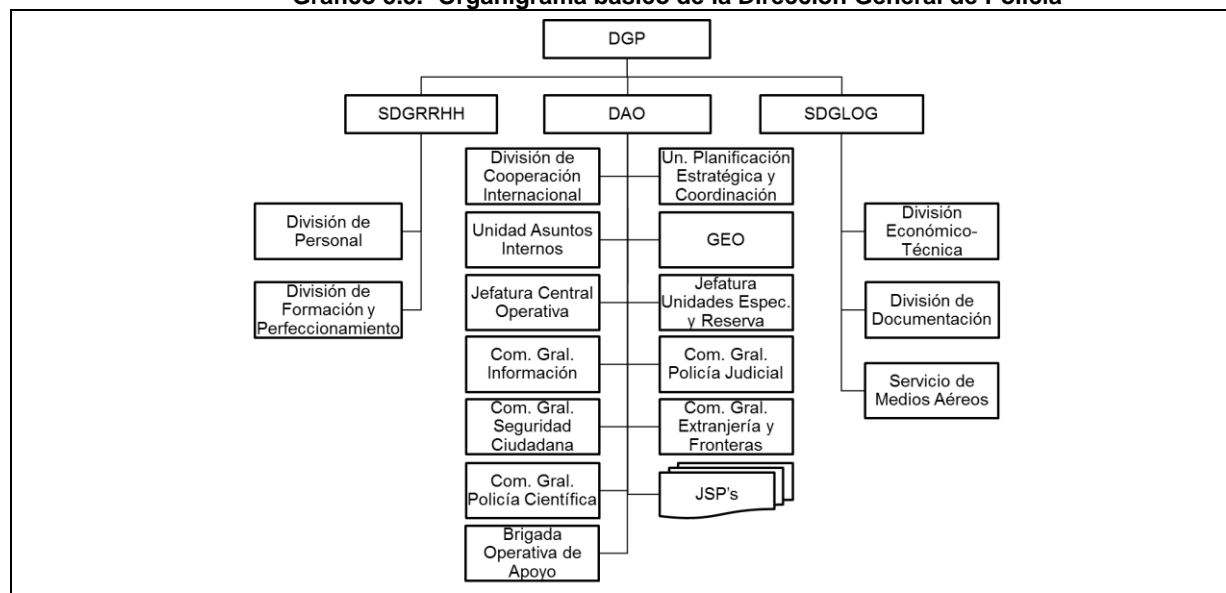 Gráfico 3.3. Organigrama básico de la Dirección General de Policía
DGP
SDGRRHH
DAO
SDGLOG
División de
Cooperación
Internacional
Un. Planificación
Estratégica y
Coordinación
División de
Personal
Unidad Asuntos
Internos
GEO
División
Económico-
Técnica
División de
Formación y
Perfeccionamiento
Jefatura Central
Operativa
Jefatura
Unidades Espec.
y Reserva
División de
Documentación
Com. Gral.
Información
Com. Gral.
Policía Judicial
Servicio de
Medios Aéreos
Com. Gral.
Seguridad
Ciudadana
Com. Gral.
Extranjería y
Fronteras
Com. Gral.
Policía Científica
JSP's
Brigada
Operativa de
Apoyo